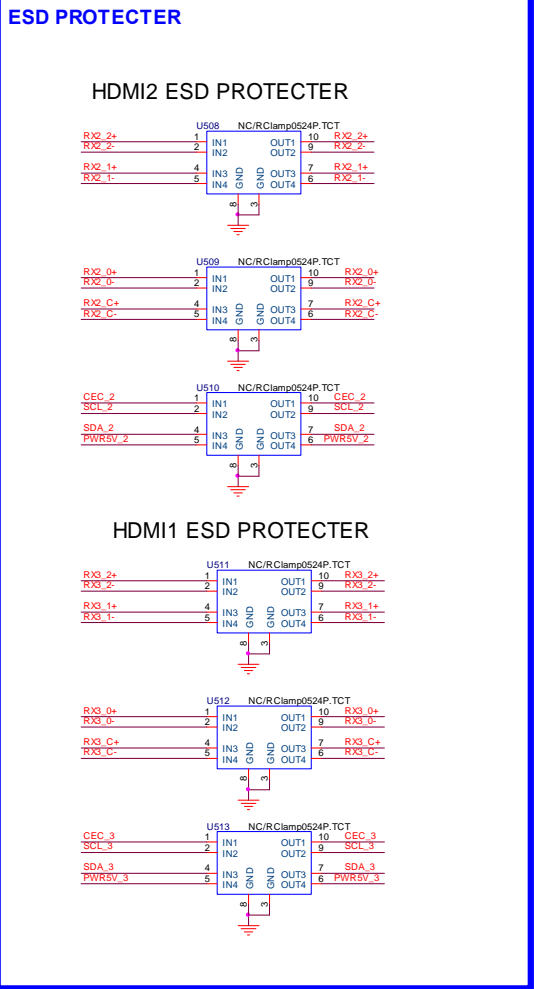 ESD PROTECTER
HDMI2 ESD PROTECTER
U508 NC/RClamp0524P.TCT
RX2_2+ 1 IN1 OUT1 10 RX2_2+
RX2_2- 2 IN2 OUT2 9 RX2_2-
RX2_1+ 4 IN3 OUT3 7 RX2_1+
RX2_1- 5 IN4 OUT4 6 RX2_1-
GND GND
8 3
U509 NC/RClamp0524P.TCT
RX2_0+ 1 IN1 OUT1 10 RX2_0+
RX2_0- 2 IN2 OUT2 9 RX2_0-
RX2_C+ 4 IN3 OUT3 7 RX2_C+
RX2_C- 5 IN4 OUT4 6 RX2_C-
GND GND
8 3
U510 NC/RClamp0524P.TCT
CEC_2 1 IN1 OUT1 10 CEC_2
SCL_2 2 IN2 OUT2 9 SCL_2
SDA_2 4 IN3 OUT3 7 SDA_2
PWR5V_2 5 IN4 OUT4 6 PWR5V_2
GND GND
8 3
HDMI1 ESD PROTECTER
U511 NC/RClamp0524P.TCT
RX3_2+ 1 IN1 OUT1 10 RX3_2+
RX3_2- 2 IN2 OUT2 9 RX3_2-
RX3_1+ 4 IN3 OUT3 7 RX3_1+
RX3_1- 5 IN4 OUT4 6 RX3_1-
GND GND
8 3
U512 NC/RClamp0524P.TCT
RX3_0+ 1 IN1 OUT1 10 RX3_0+
RX3_0- 2 IN2 OUT2 9 RX3_0-
RX3_C+ 4 IN3 OUT3 7 RX3_C+
RX3_C- 5 IN4 OUT4 6 RX3_C-
GND GND
8 3
U513 NC/RClamp0524P.TCT
CEC_3 1 IN1 OUT1 10 CEC_3
SCL_3 2 IN2 OUT2 9 SCL_3
SDA_3 4 IN3 OUT3 7 SDA_3
PWR5V_3 5 IN4 OUT4 6 PWR5V_3
GND GND
8 3